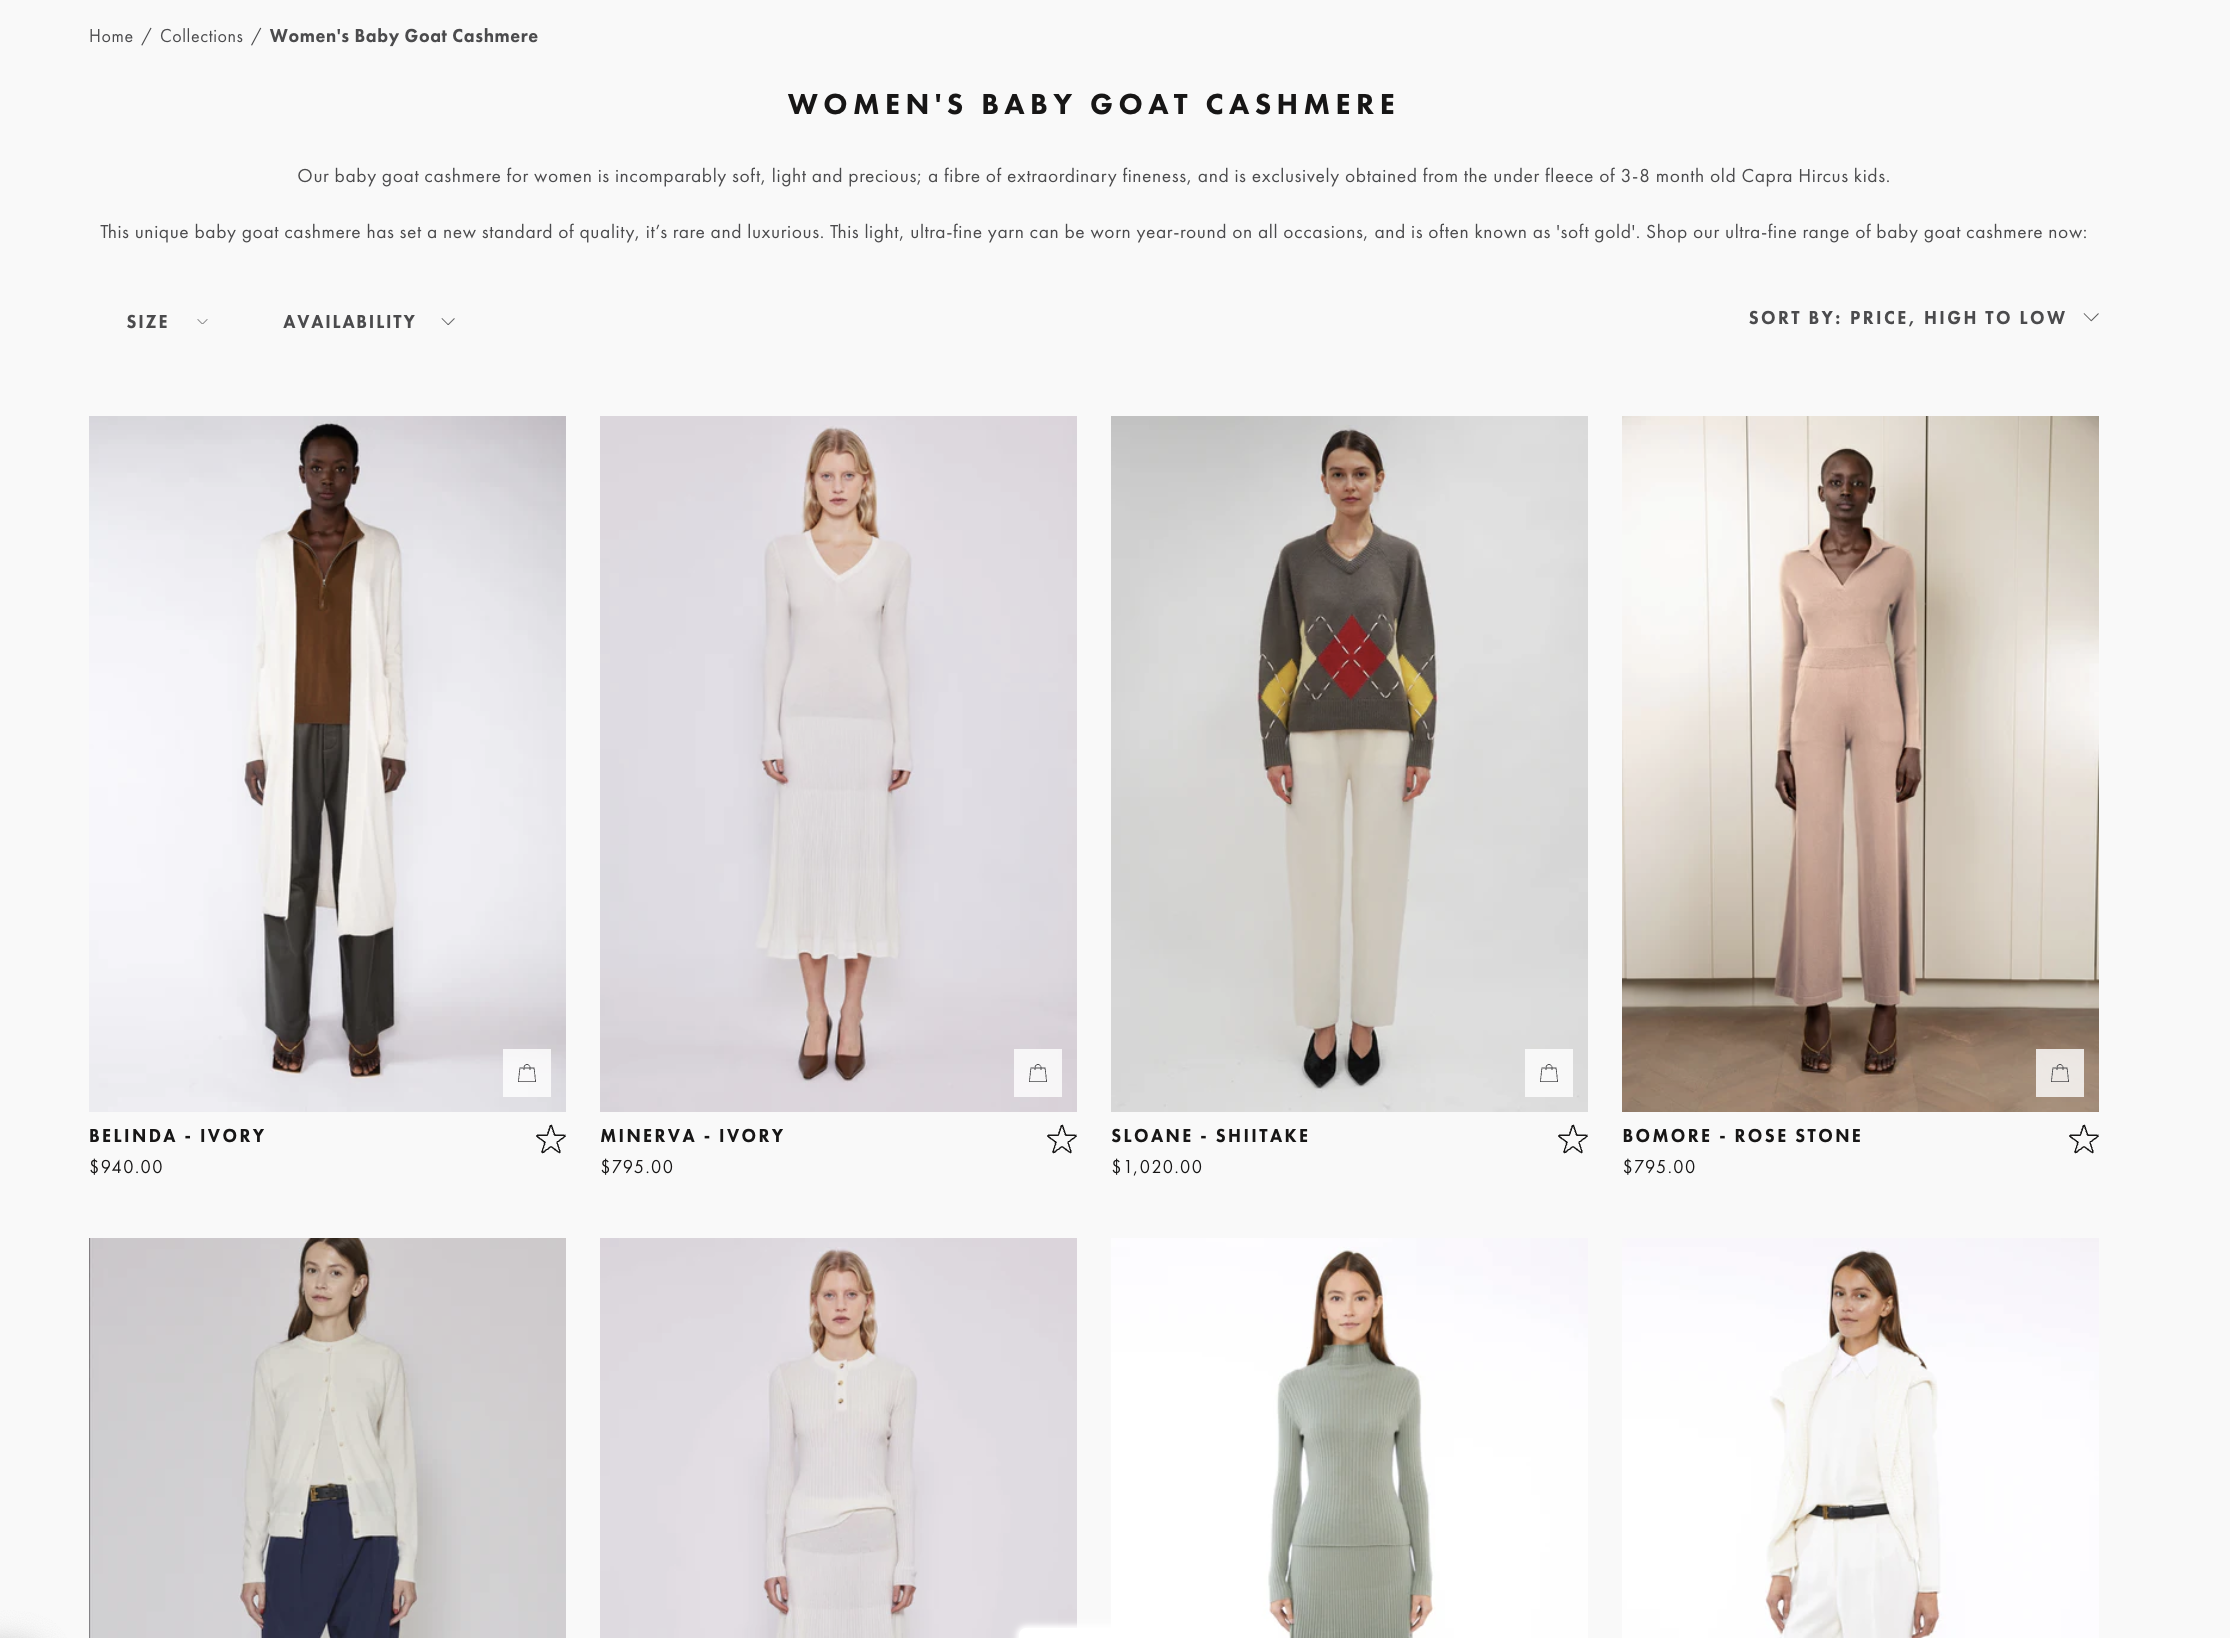 Home / Collections / Women's Baby Goat Cashmere
WOMEN'S BABY GOAT CASHMERE
Our baby goat cashmere for women is incomparably soft, light and precious; a fibre of extraordinary fineness, and is exclusively obtained from the under fleece of 3-8 month old Capra Hircus kids.
This unique baby goat cashmere has set a new standard of quality, it’s rare and luxurious. This light, ultra-fine yarn can be worn year-round on all occasions, and is often known as 'soft gold'. Shop our ultra-fine range of baby goat cashmere now:
SIZE
AVAILABILITY
SORT BY: PRICE, HIGH TO LOW
BELINDA - IVORY
$940.00
MINERVA - IVORY
$795.00
SLOANE - SHIITAKE
$1,020.00
BOMORE - ROSE STONE
$795.00